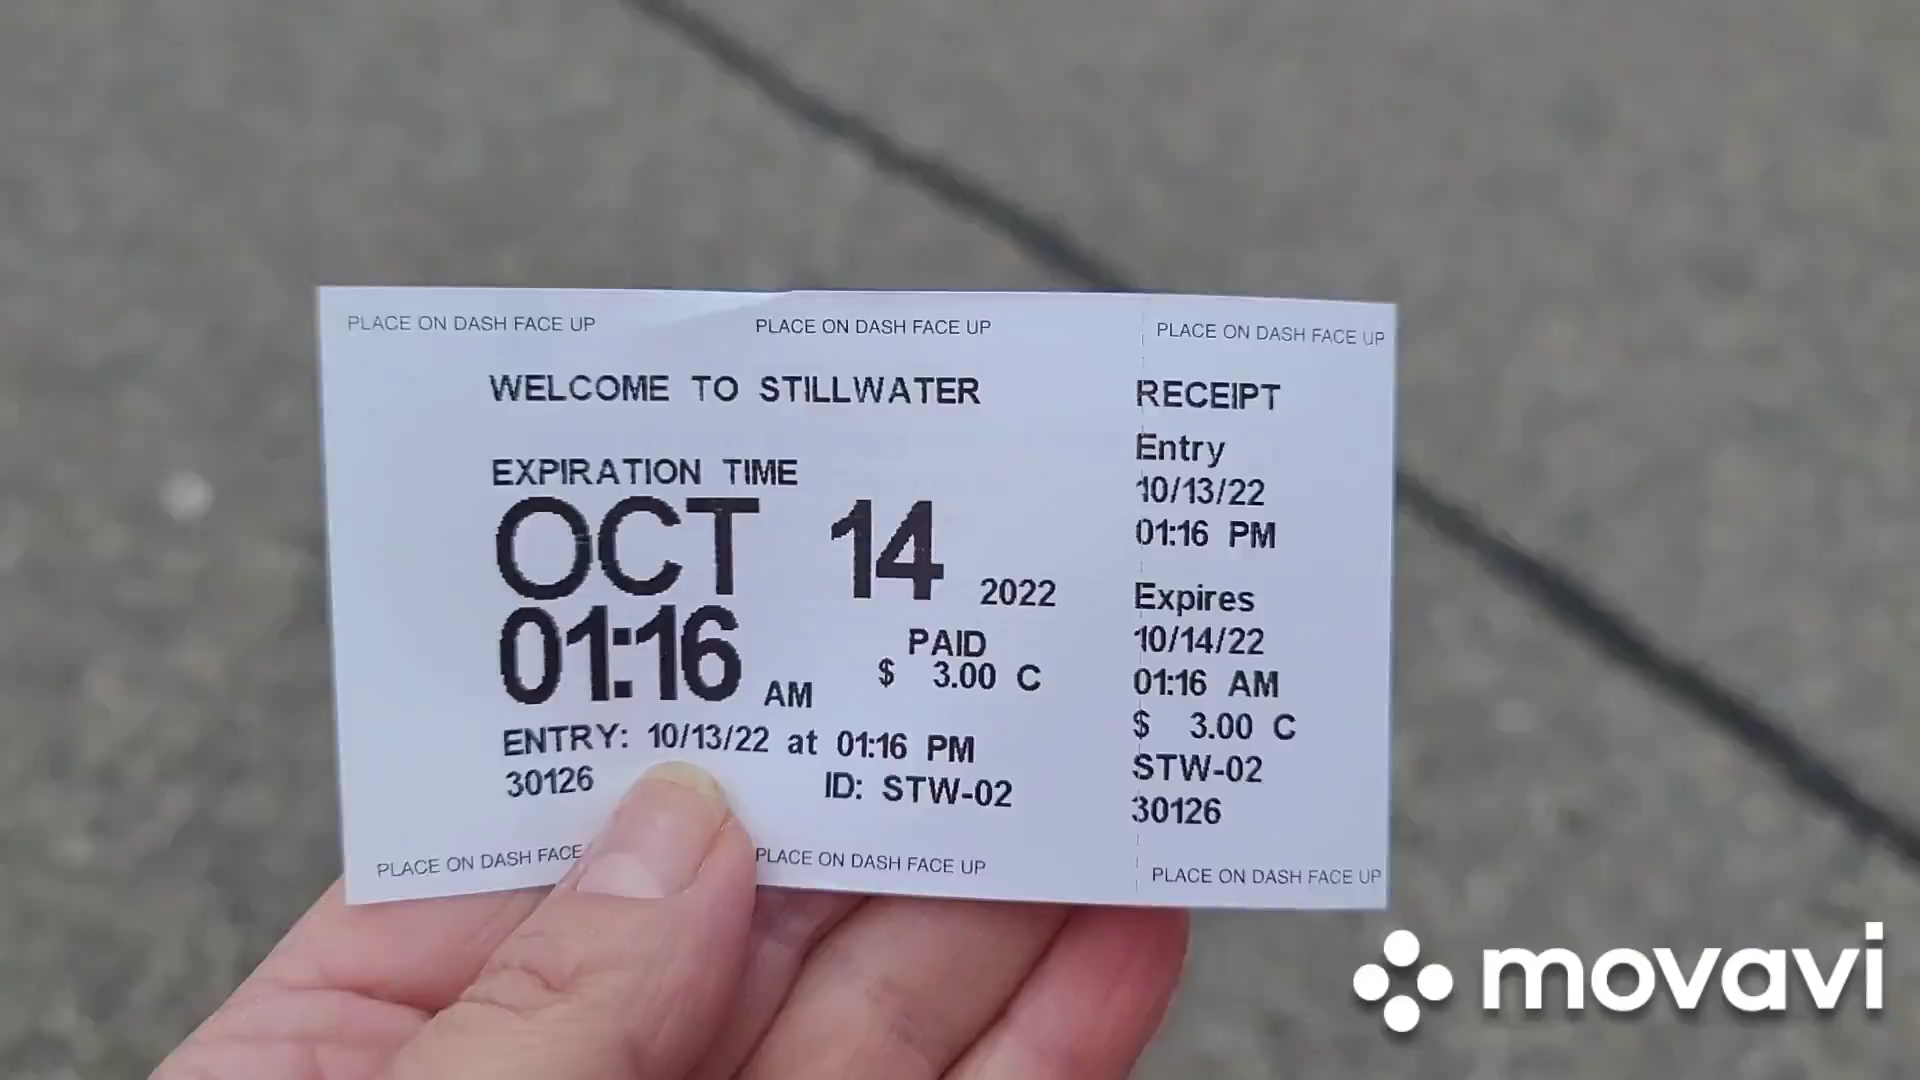 PLACE ON DASH FACE UP
PLACE ON DASH FACE UP
PLACE ON DASH FACE UP
WELCOME TO STILLWATER
EXPIRATION TIME
OCT 14 2022
01:16 AM
PAID
$ 3.00 C
ENTRY: 10/13/22 at 01:16 PM
30126 ID: STW-02
RECEIPT
Entry
10/13/22
01:16 PM
Expires
10/14/22
01:16 AM
$ 3.00 C
STW-02
30126
PLACE ON DASH FACE
PLACE ON DASH FACE UP
PLACE ON DASH FACE UP
movavi